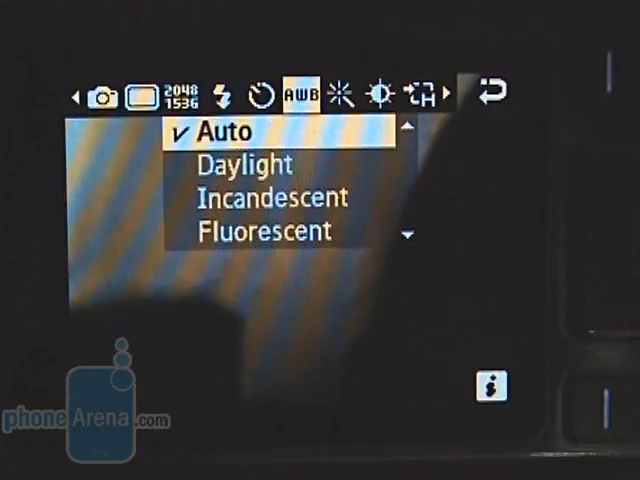 2048
1536
AWB
H
✓ Auto
Daylight
Incandescent
Fluorescent
i
phoneArena.com